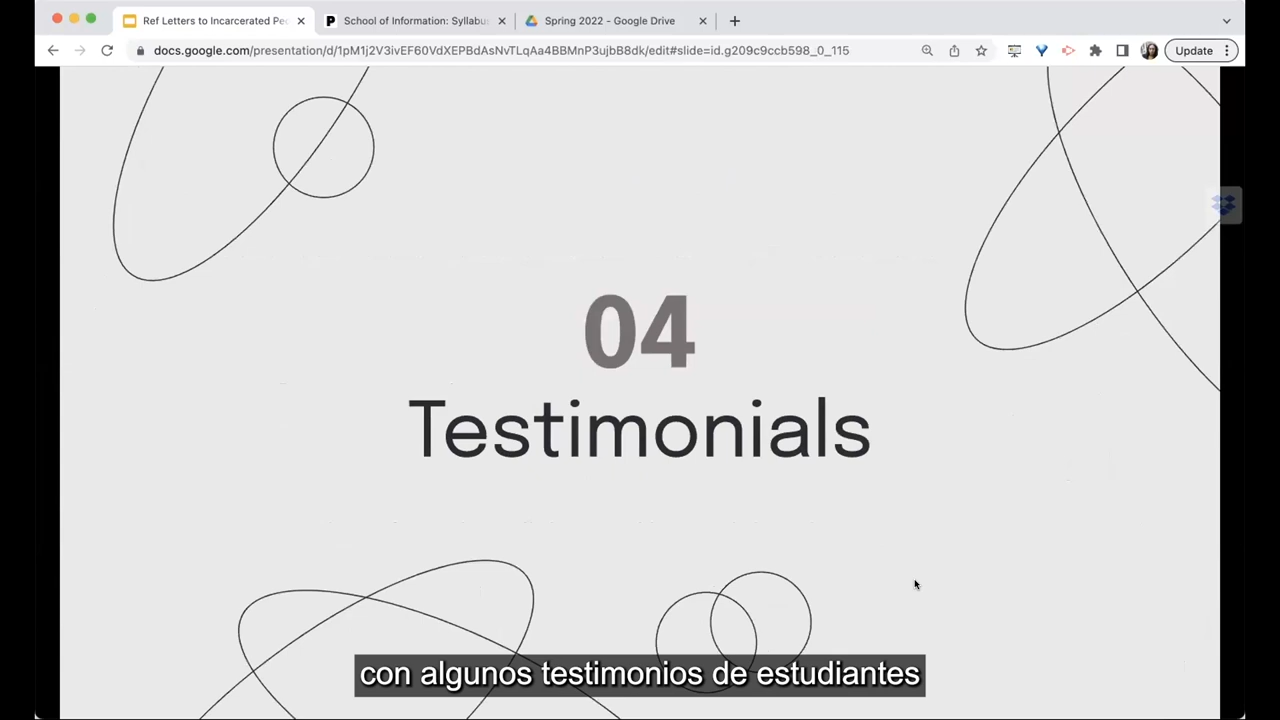 Ref Letters to Incarcerated Pe
School of Information: Syllabu
Spring 2022 - Google Drive
docs.google.com/presentation/d/1pM1j2V3ivEF60VdXEPBdAsNvTLqAa4BBMnP3ujbB8dk/edit#slide=id.g209c9ccb598_0_115
Update
04
Testimonials
con algunos testimonios de estudiantes